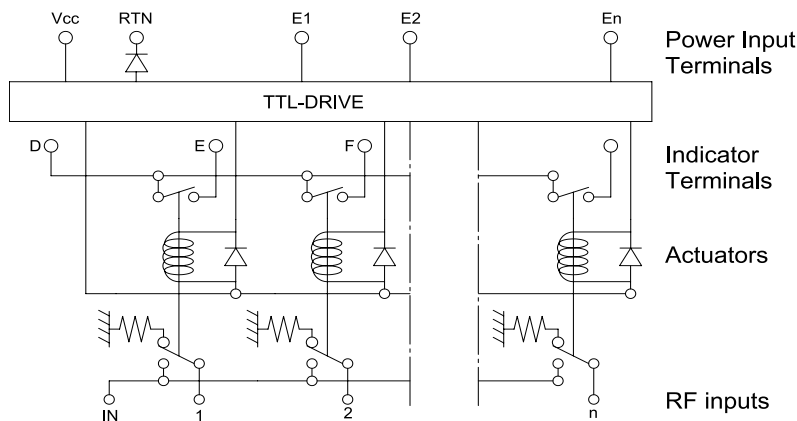 Vcc RTN E1 E2 En
Power Input
Terminals
TTL-DRIVE
D E F
Indicator
Terminals
Actuators
IN 1 2 n
RF inputs